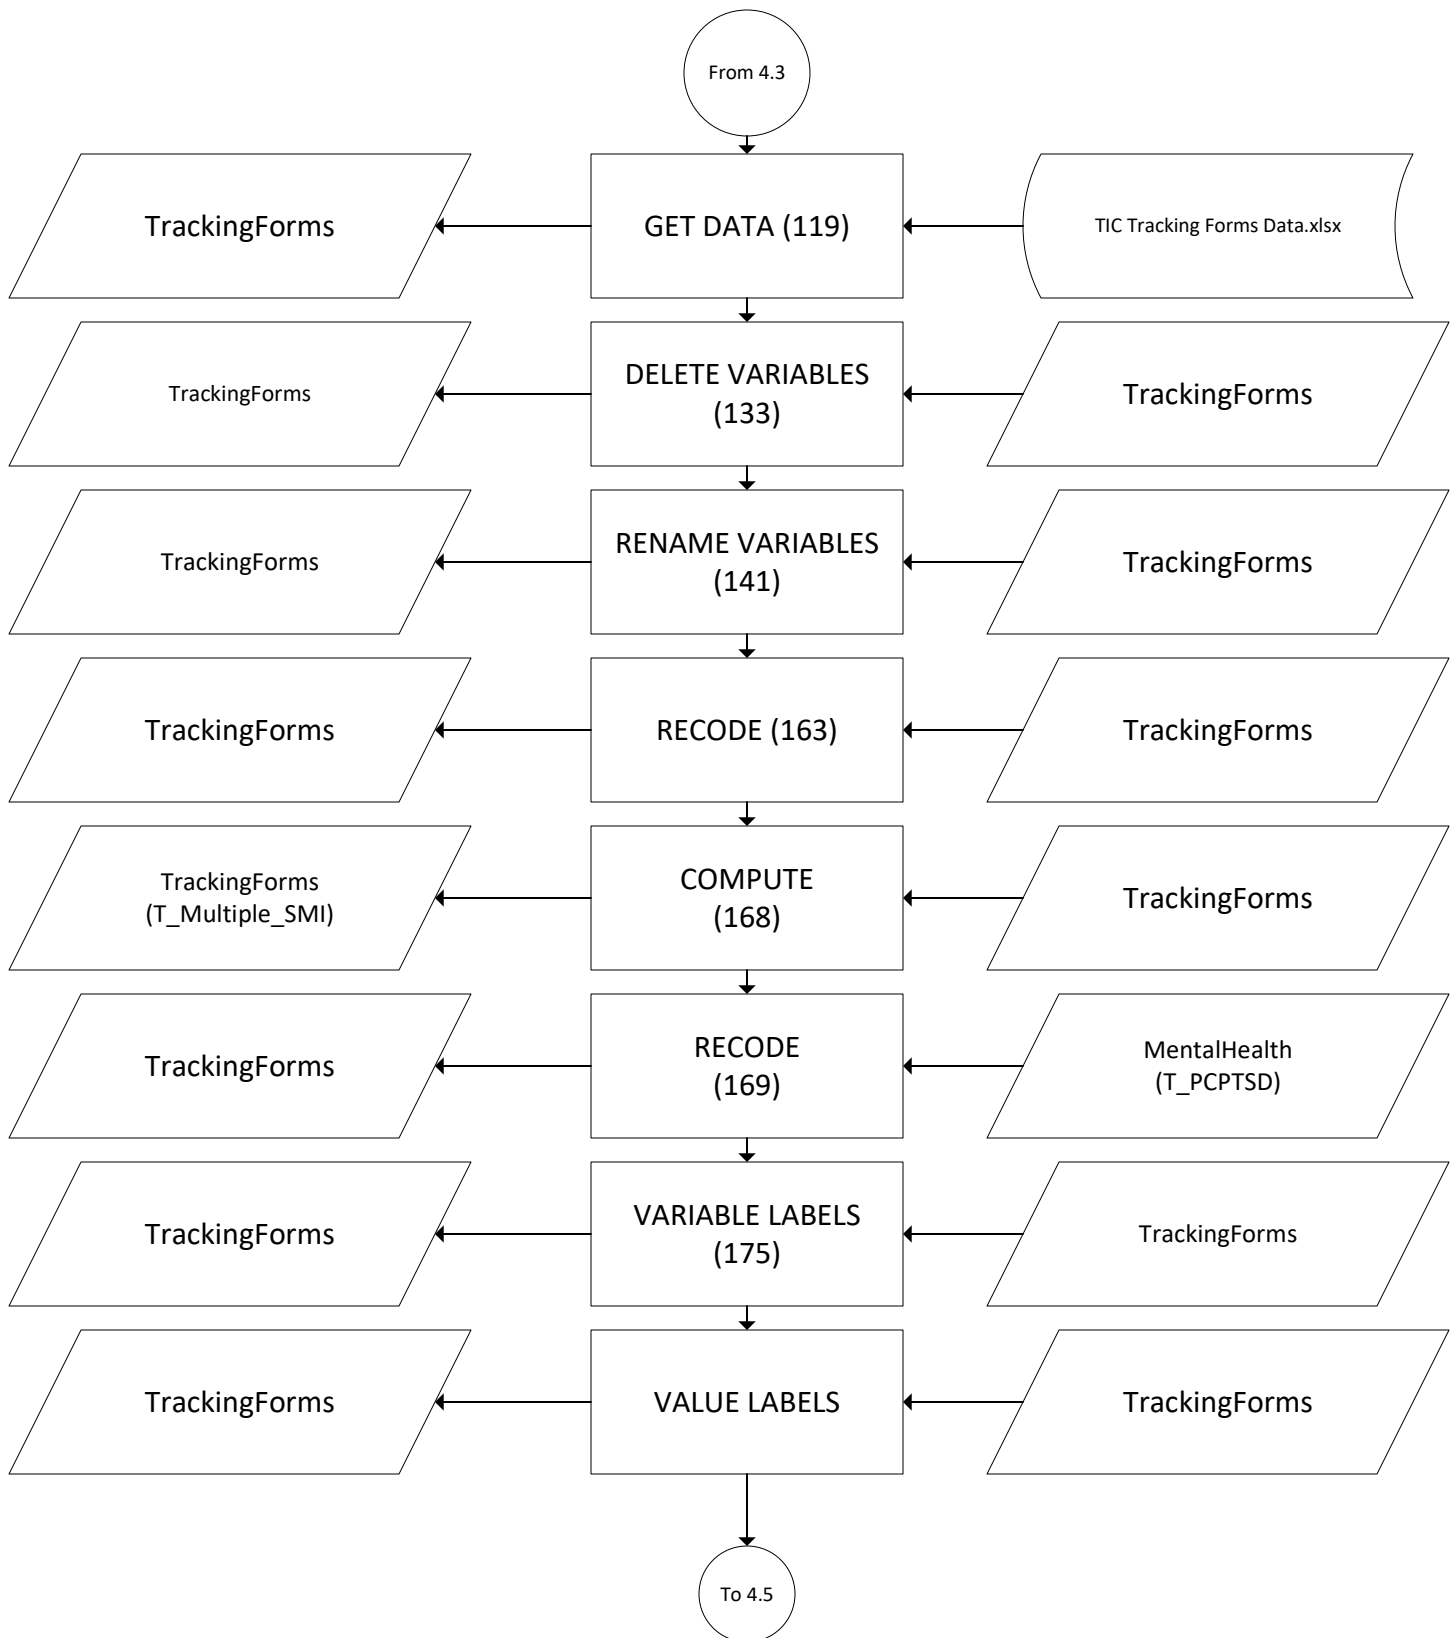 From 4.3
TrackingForms
GET DATA (119)
TIC Tracking Forms Data.xlsx
TrackingForms
DELETE VARIABLES
(133)
TrackingForms
TrackingForms
RENAME VARIABLES
(141)
TrackingForms
TrackingForms
RECODE (163)
TrackingForms
TrackingForms
(T_Multiple_SMI)
COMPUTE
(168)
TrackingForms
TrackingForms
RECODE
(169)
MentalHealth
(T_PCPTSD)
TrackingForms
VARIABLE LABELS
(175)
TrackingForms
TrackingForms
VALUE LABELS
TrackingForms
To 4.5